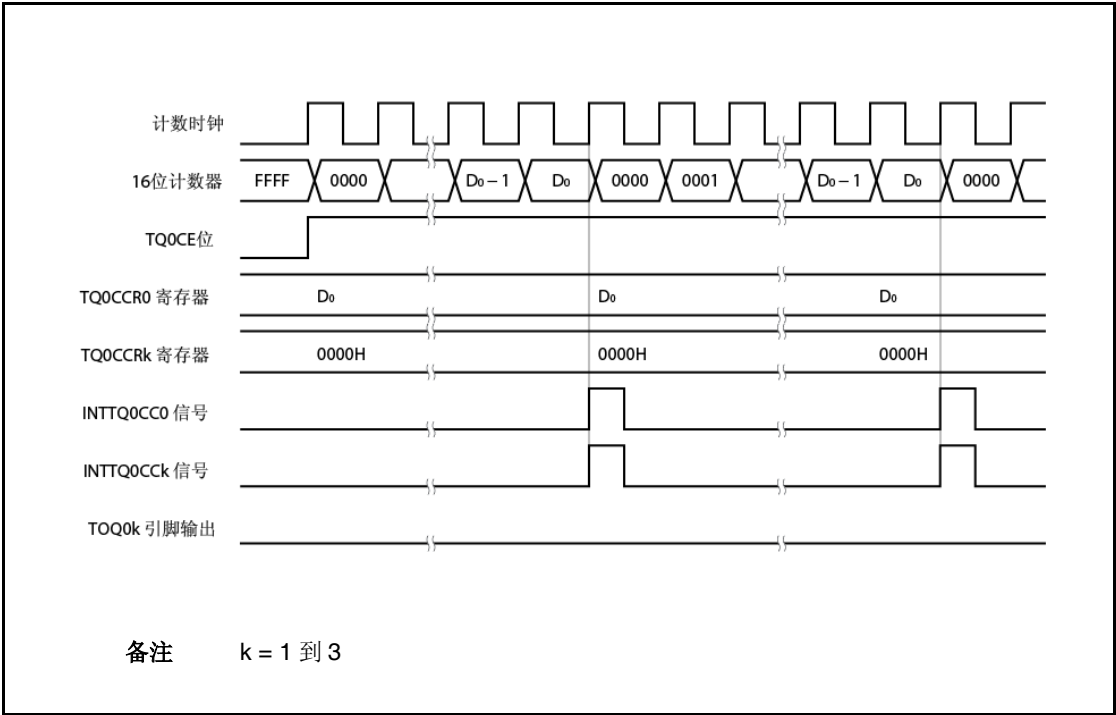 计数时钟
16位计数器 FFFF 0000 D₀ – 1 D₀ 0000 0001 D₀ – 1 D₀ 0000
TQ0CE位
TQ0CCR0 寄存器 D₀ D₀ D₀
TQ0CCRk 寄存器 0000H 0000H 0000H
INTTQ0CC0 信号
INTTQ0CCk 信号
TOQ0k 引脚输出
备注 k = 1 到 3